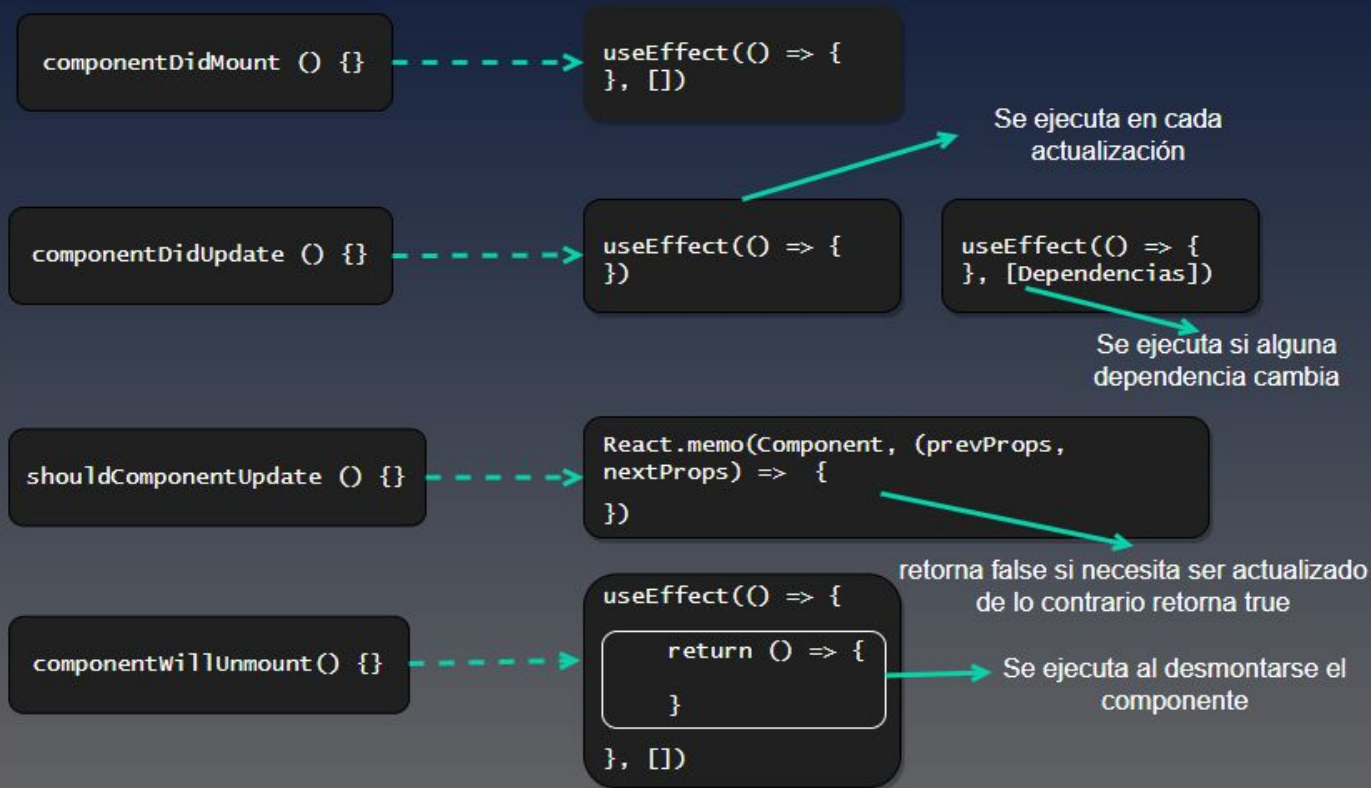 componentDidMount () {}
useEffect(() => {
}, [])
Se ejecuta en cada
actualización
componentDidUpdate () {}
useEffect(() => {
})
useEffect(() => {
}, [Dependencias])
Se ejecuta si alguna
dependencia cambia
shouldComponentUpdate () {}
React.memo(Component, (prevProps,
nextProps) => {
})
retorna false si necesita ser actualizado
de lo contrario retorna true
componentWillUnmount() {}
useEffect(() => {
return () => {
}
}, [])
Se ejecuta al desmontarse el
componente